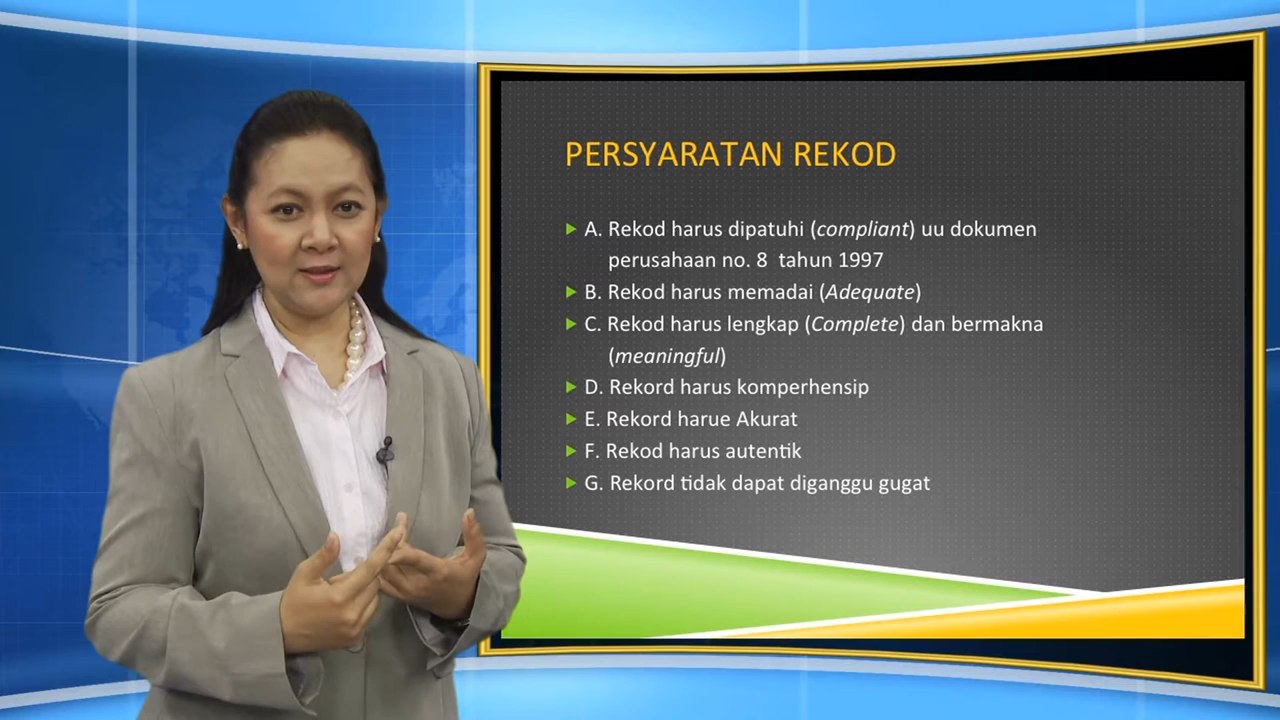 PERSYARATAN REKOD
A. Rekod harus dipatuhi (compliant) uu dokumen
perusahaan no. 8 tahun 1997
B. Rekod harus memadai (Adequate)
C. Rekod harus lengkap (Complete) dan bermakna
(meaningful)
D. Rekord harus komperhensip
E. Rekord harue Akurat
F. Rekod harus autentik
G. Rekord tidak dapat diganggu gugat